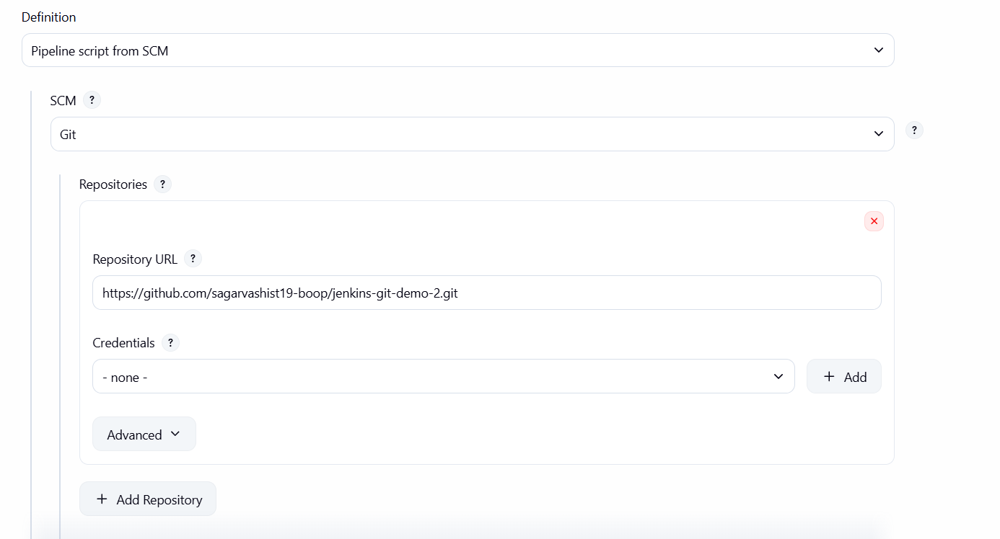 Definition
Pipeline script from SCM
SCM ?
Git
?
Repositories ?
Repository URL ?
https://github.com/sagarvashist19-boop/jenkins-git-demo-2.git
Credentials ?
- none -
+ Add
Advanced
+ Add Repository